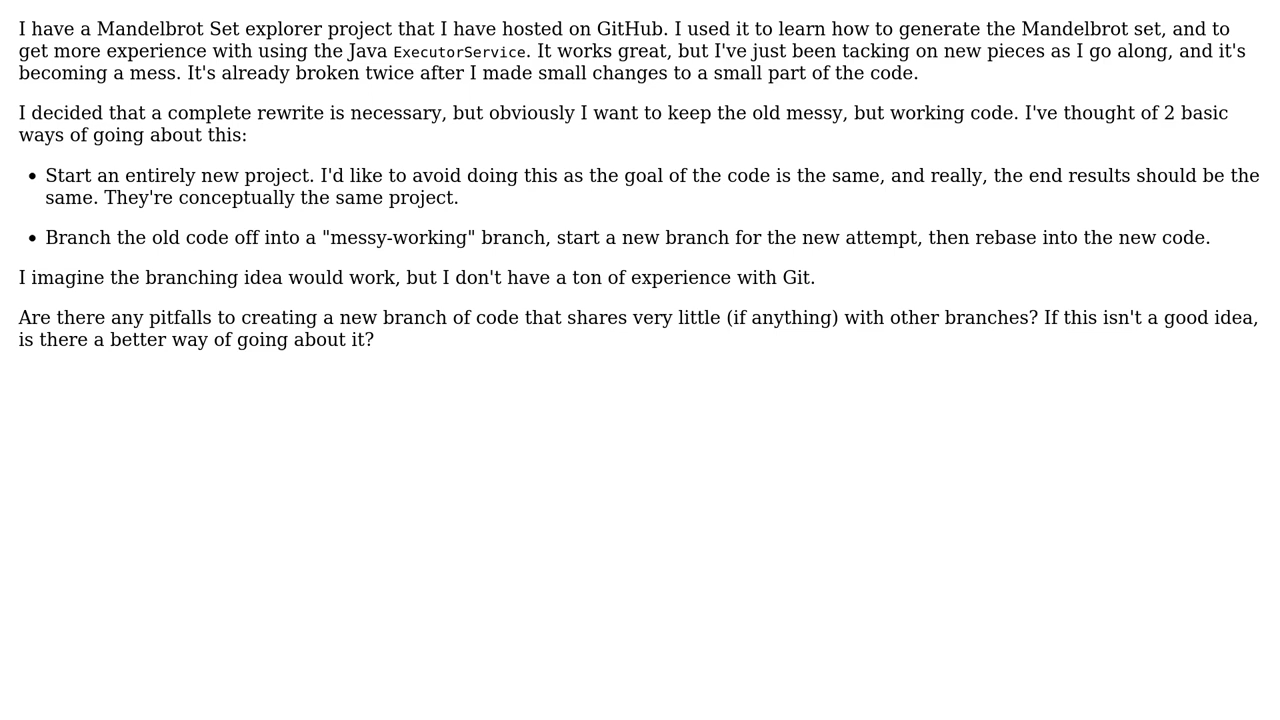 I have a Mandelbrot Set explorer project that I have hosted on GitHub. I used it to learn how to generate the Mandelbrot set, and to
get more experience with using the Java ExecutorService. It works great, but I've just been tacking on new pieces as I go along, and it's
becoming a mess. It's already broken twice after I made small changes to a small part of the code.
I decided that a complete rewrite is necessary, but obviously I want to keep the old messy, but working code. I've thought of 2 basic
ways of going about this:
• Start an entirely new project. I'd like to avoid doing this as the goal of the code is the same, and really, the end results should be the
same. They're conceptually the same project.
• Branch the old code off into a "messy-working" branch, start a new branch for the new attempt, then rebase into the new code.
I imagine the branching idea would work, but I don't have a ton of experience with Git.
Are there any pitfalls to creating a new branch of code that shares very little (if anything) with other branches? If this isn't a good idea,
is there a better way of going about it?